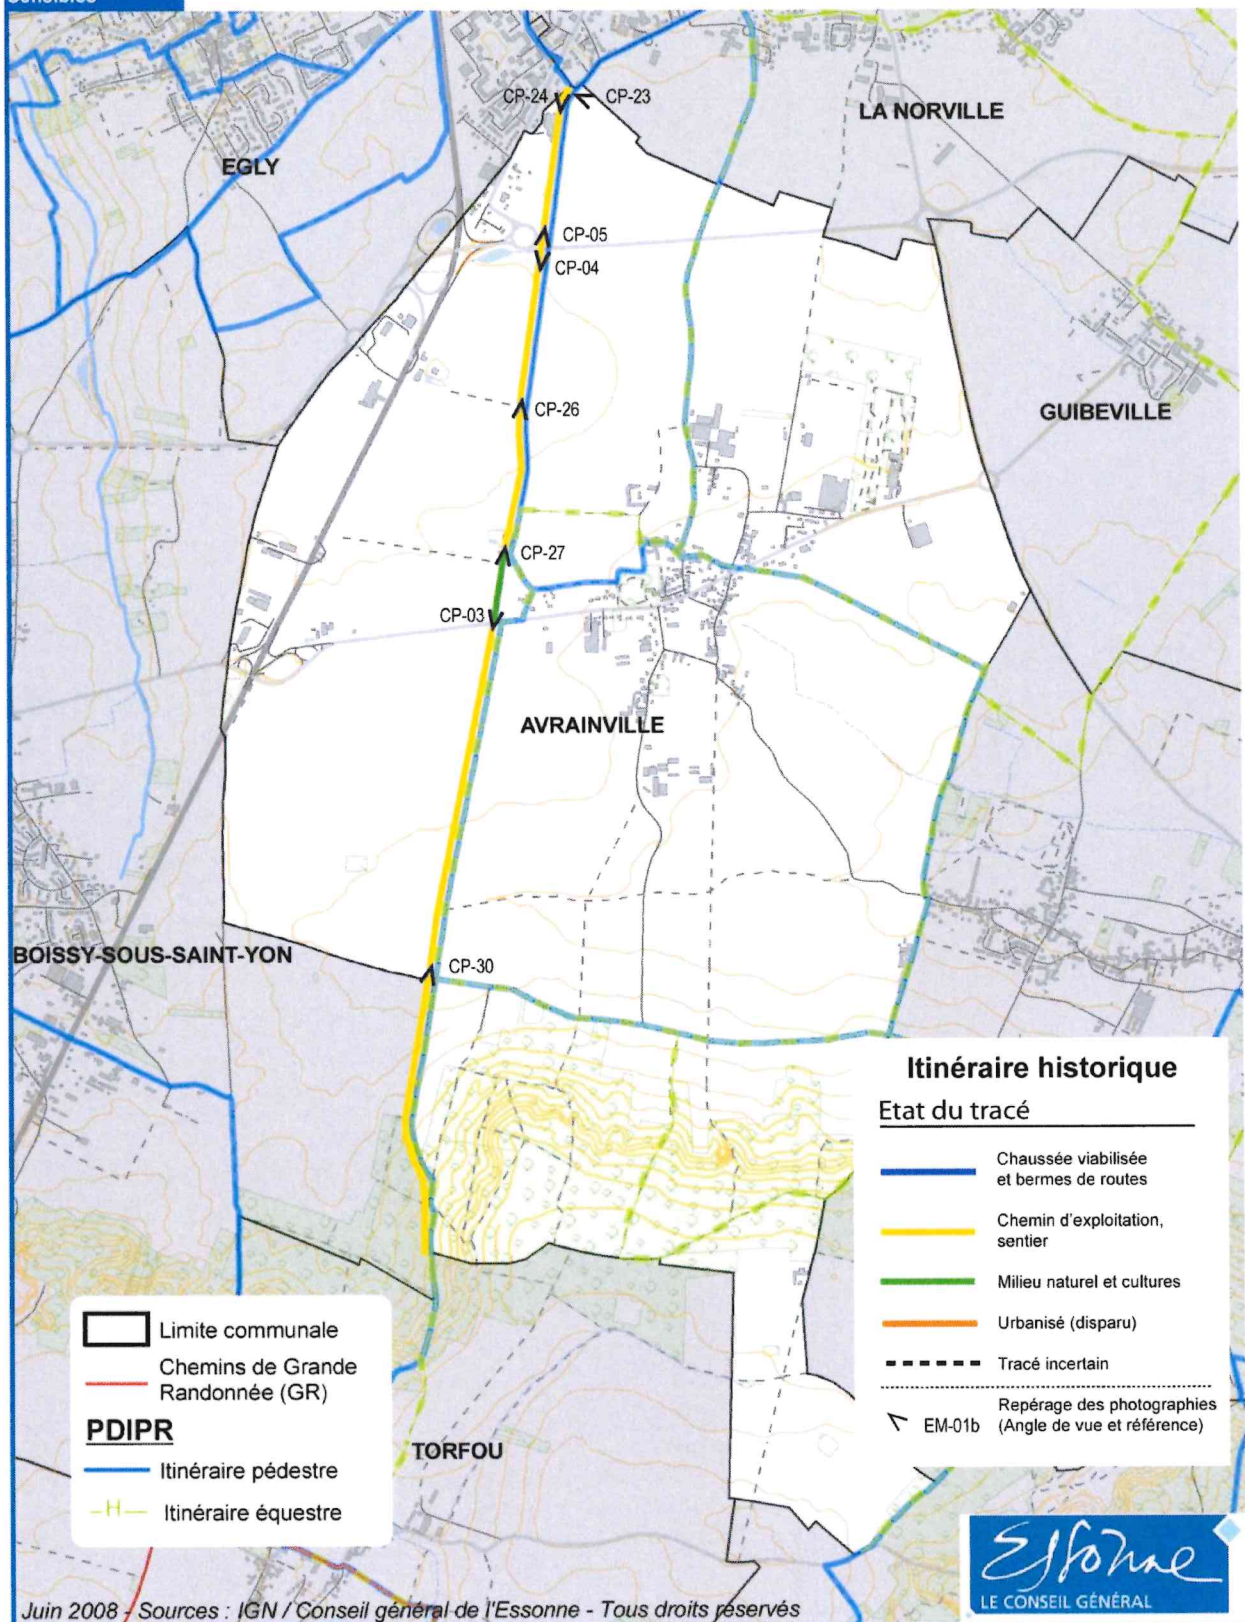 CP-24
CP-23
LA NORVILLE
EGLY
CP-05
CP-04
CP-26
GUIBEVILLE
CP-27
CP-03
AVRAINVILLE
BOISSY-SOUS-SAINT-YON
CP-30
TORFOU
Itinéraire historique
Etat du tracé
Chaussée viabilisée
et bermes de routes
Chemin d'exploitation,
sentier
Milieu naturel et cultures
Urbanisé (disparu)
Tracé incertain
EM-01b
Repérage des photographies
(Angle de vue et référence)
Limite communale
Chemins de Grande
Randonnée (GR)
PDIPR
Itinéraire pédestre
H
Itinéraire équestre
Essonne
LE CONSEIL GÉNÉRAL
Juin 2008 - Sources : IGN / Conseil général de l'Essonne - Tous droits réservés